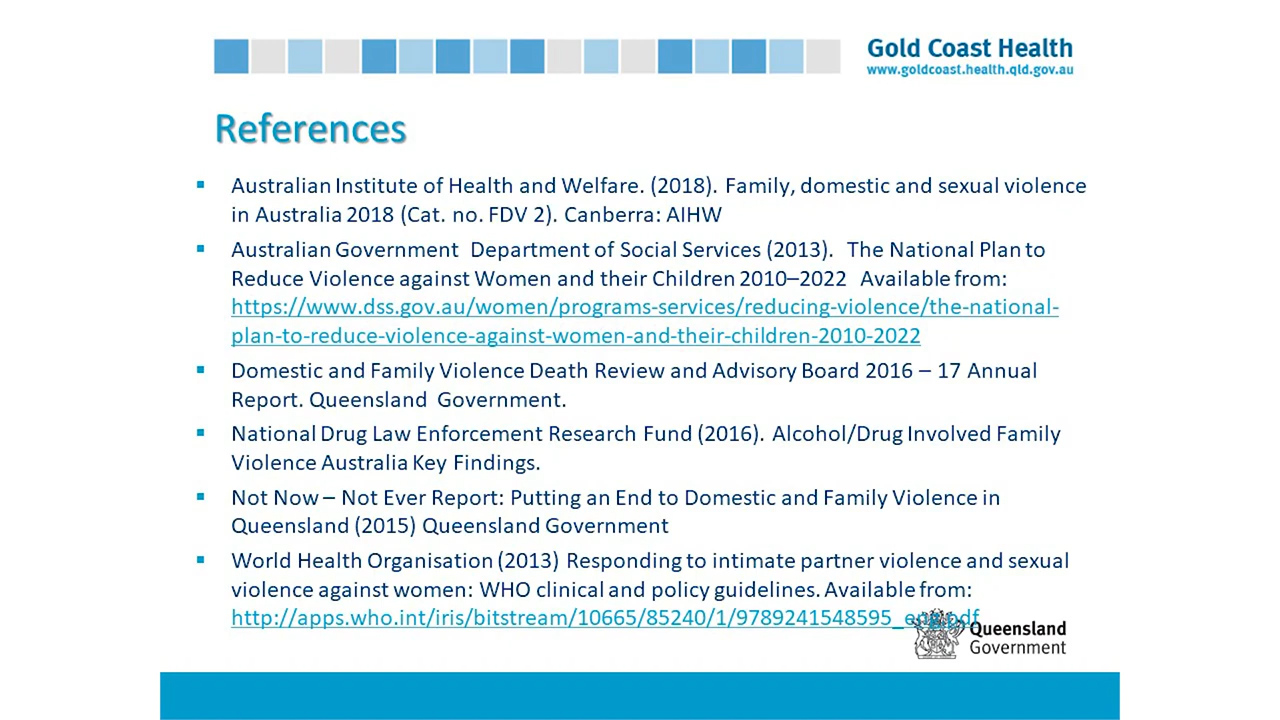 Gold Coast Health
www.goldcoast.health.qld.gov.au
References
Australian Institute of Health and Welfare. (2018). Family, domestic and sexual violence
in Australia 2018 (Cat. no. FDV 2). Canberra: AIHW
Australian Government Department of Social Services (2013). The National Plan to
Reduce Violence against Women and their Children 2010–2022 Available from:
https://www.dss.gov.au/women/programs-services/reducing-violence/the-national-
plan-to-reduce-violence-against-women-and-their-children-2010-2022
Domestic and Family Violence Death Review and Advisory Board 2016 – 17 Annual
Report. Queensland Government.
National Drug Law Enforcement Research Fund (2016). Alcohol/Drug Involved Family
Violence Australia Key Findings.
Not Now – Not Ever Report: Putting an End to Domestic and Family Violence in
Queensland (2015) Queensland Government
World Health Organisation (2013) Responding to intimate partner violence and sexual
violence against women: WHO clinical and policy guidelines. Available from:
http://apps.who.int/iris/bitstream/10665/85240/1/9789241548595_eng.pdf
Queensland
Government